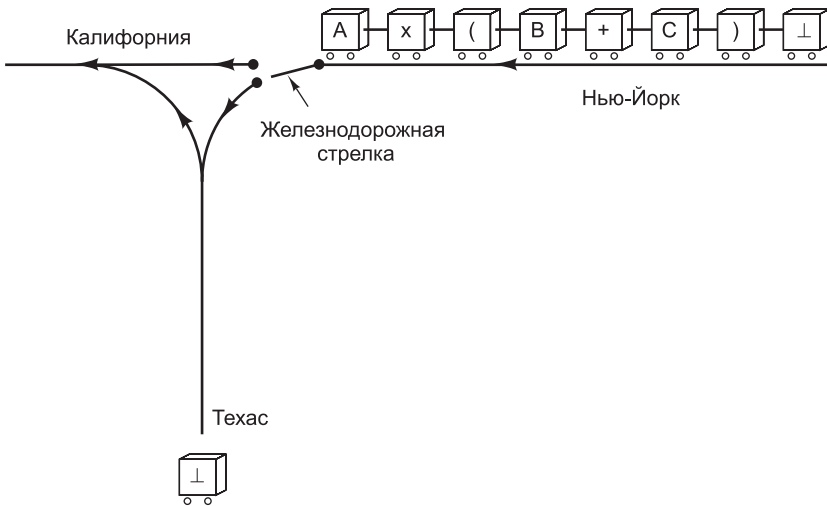 A x ( B + C ) ⊥
Калифорния
Нью-Йорк
Железнодорожная
стрелка
Техас
⊥